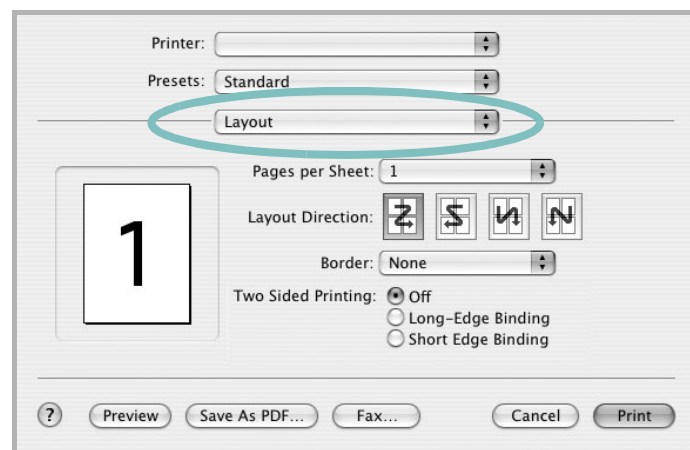 Printer:
Presets: Standard
Layout
Pages per Sheet: 1
Layout Direction:
Border: None
Two Sided Printing: Off
Long-Edge Binding
Short Edge Binding
1
? Preview Save As PDF... Fax... Cancel Print